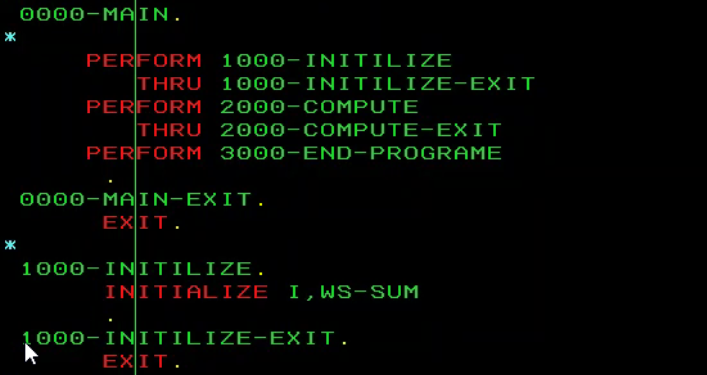 0000-MAIN.
*
PERFORM 1000-INITILIZE
THRU 1000-INITILIZE-EXIT
PERFORM 2000-COMPUTE
THRU 2000-COMPUTE-EXIT
PERFORM 3000-END-PROGRAME
.
0000-MAIN-EXIT.
EXIT.
*
1000-INITILIZE.
INITIALIZE I,WS-SUM
.
1000-INITILIZE-EXIT.
EXIT.